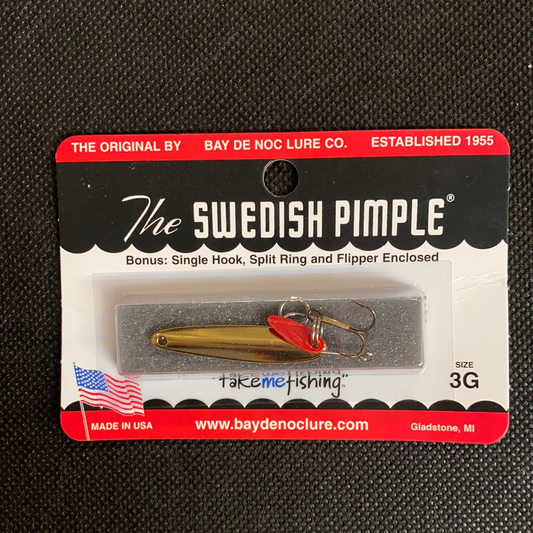 THE ORIGINAL BY BAY DE NOC LURE CO. ESTABLISHED 1955
The SWEDISH PIMPLE®
Bonus: Single Hook, Split Ring and Flipper Enclosed
SIZE
3G
"takemefishing"
MADE IN USA www.baydenoclure.com Gladstone, MI